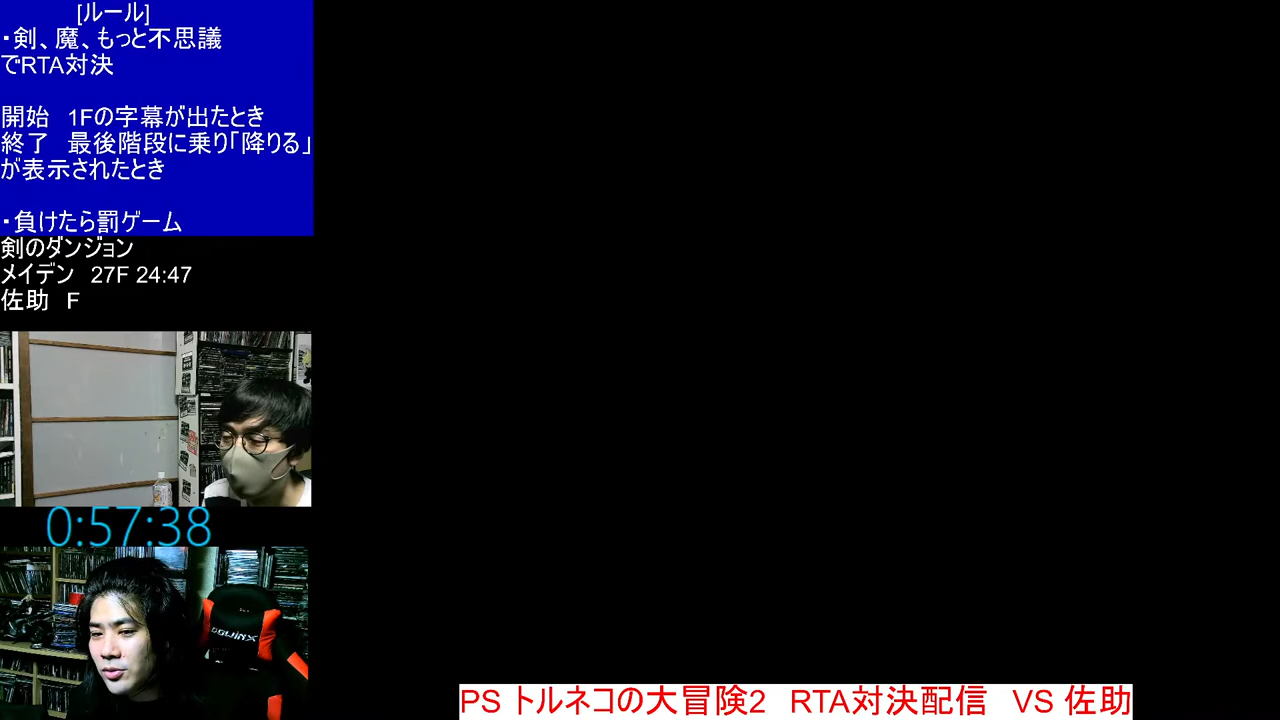 [ルール]
・剣、魔、もっと不思議
でRTA対決
開始　1Fの字幕が出たとき
終了　最後階段に乗り「降りる」
が表示されたとき
・負けたら罰ゲーム
剣のダンジョン
メイデン　27F 24:47
佐助　F
0:57:38
GOWINX
PS トルネコの大冒険2　RTA対決配信　VS 佐助